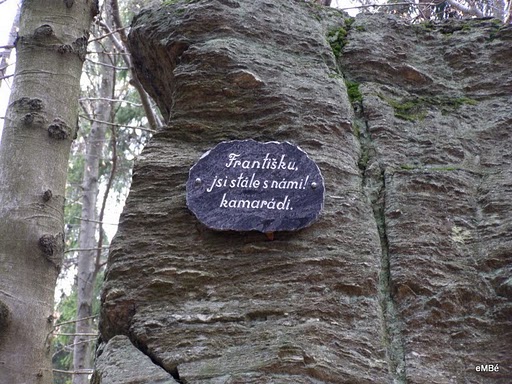 Františku,
jsi stále s námi!
kamarádi.
eMBé